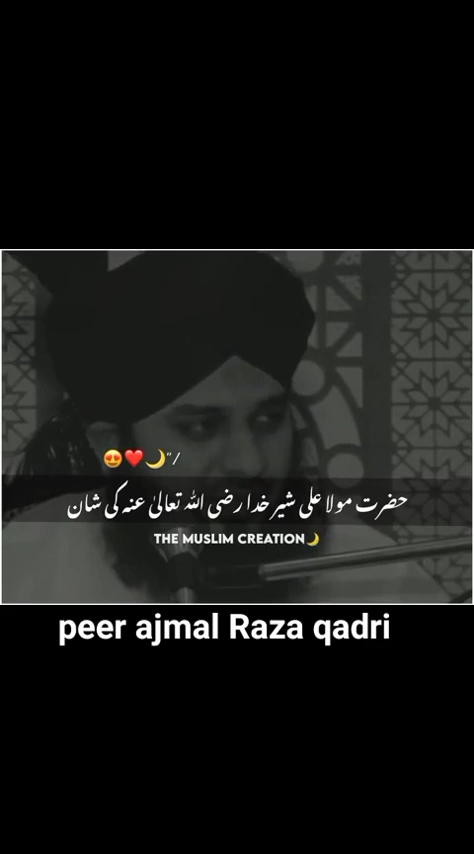 😍❤️🌙"/
حضرت مولا علی شیر خدا رضی اللہ تعالیٰ عنہ کی شان
THE MUSLIM CREATION🌙
peer ajmal Raza qadri